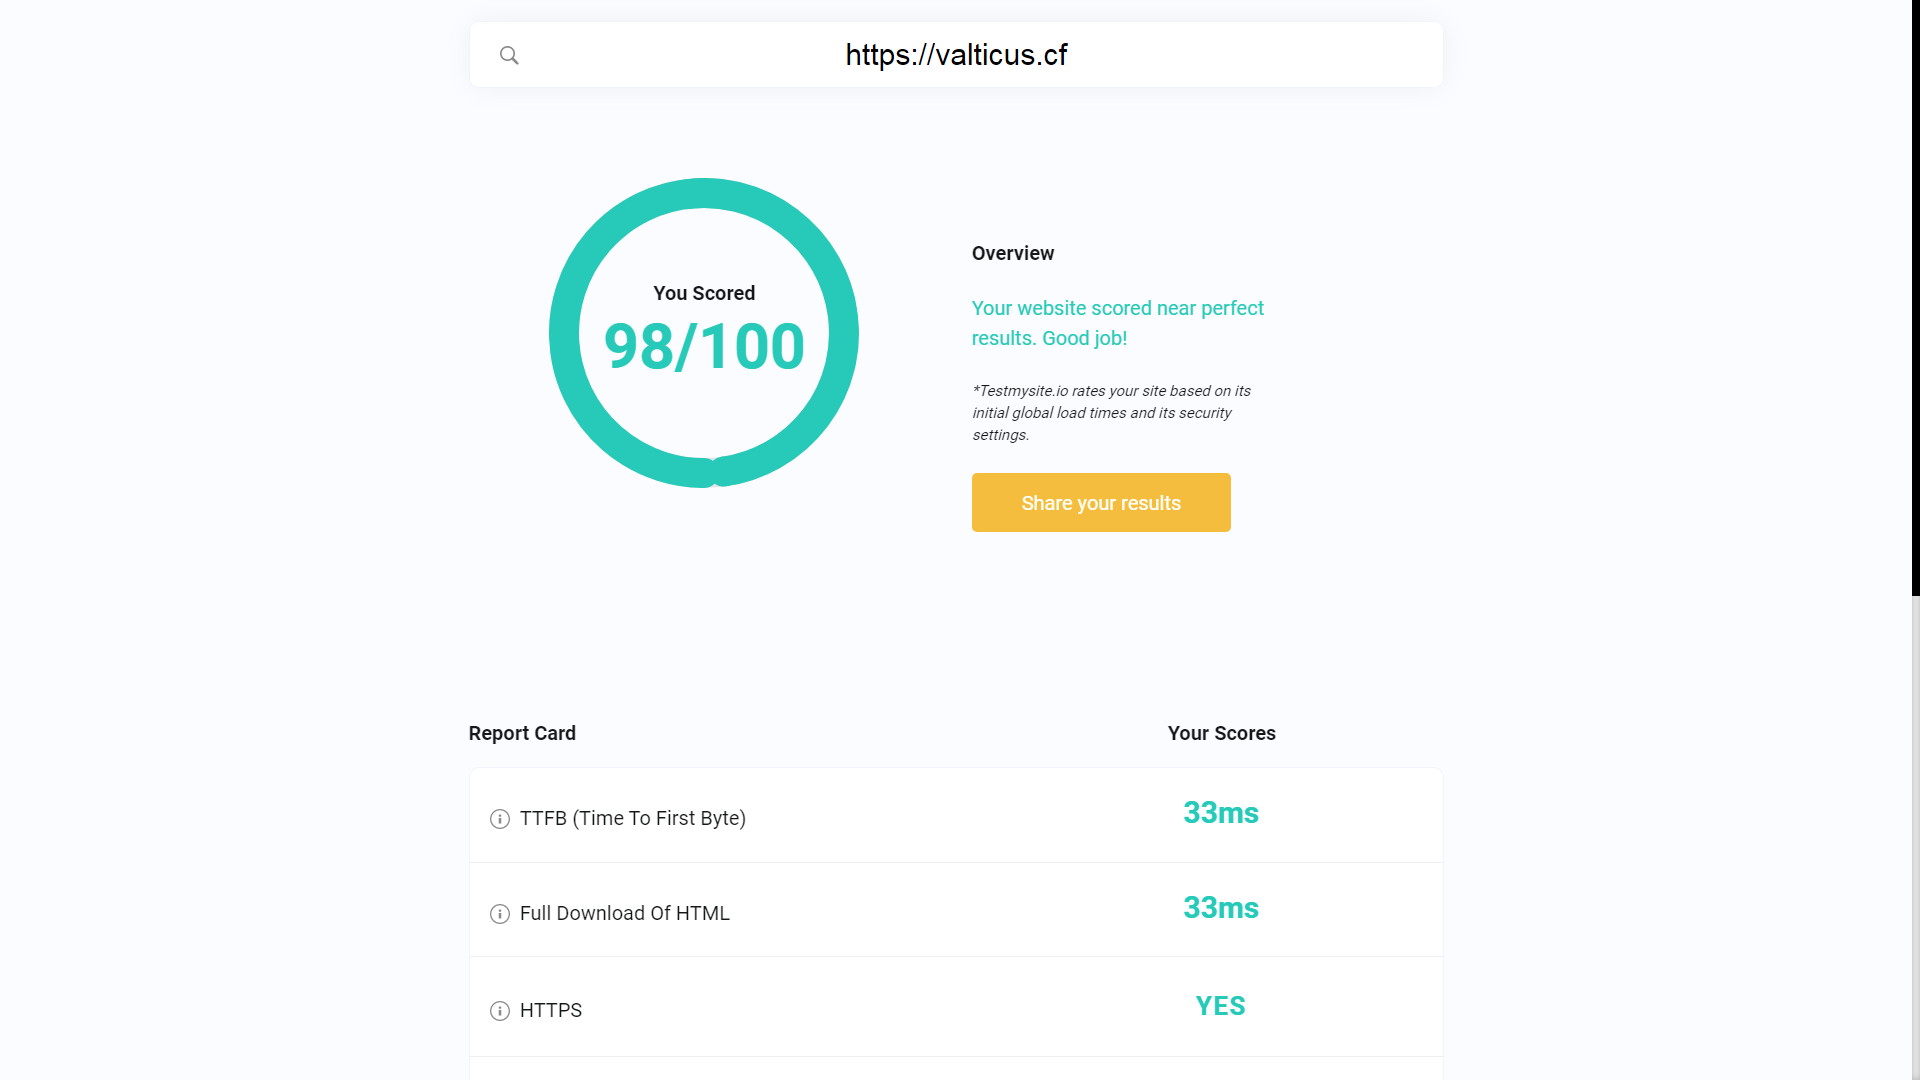 https://valticus.cf
You Scored
98/100
Overview
Your website scored near perfect
results. Good job!
*Testmysite.io rates your site based on its
initial global load times and its security
settings.
Share your results
Report Card
Your Scores
TTFB (Time To First Byte)
33ms
Full Download Of HTML
33ms
HTTPS
YES